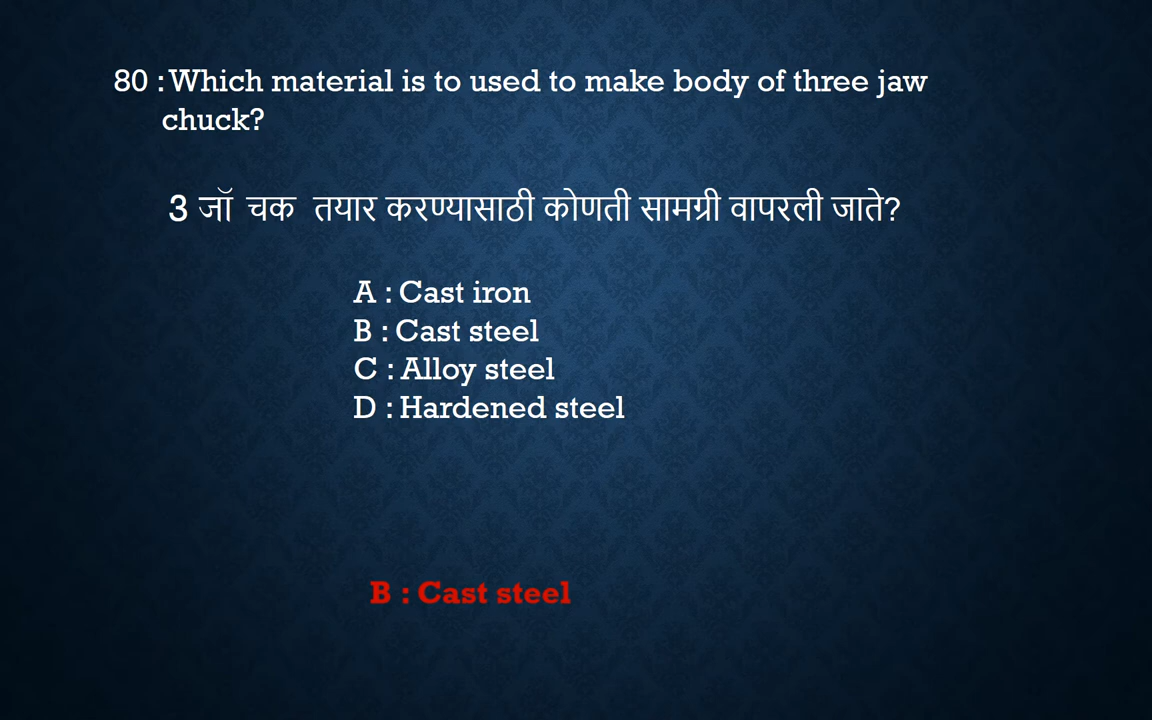 80 : Which material is to used to make body of three jaw
chuck?
3 जॉ चक तयार करण्यासाठी कोणती सामग्री वापरली जाते?
A : Cast iron
B : Cast steel
C : Alloy steel
D : Hardened steel
B : Cast steel